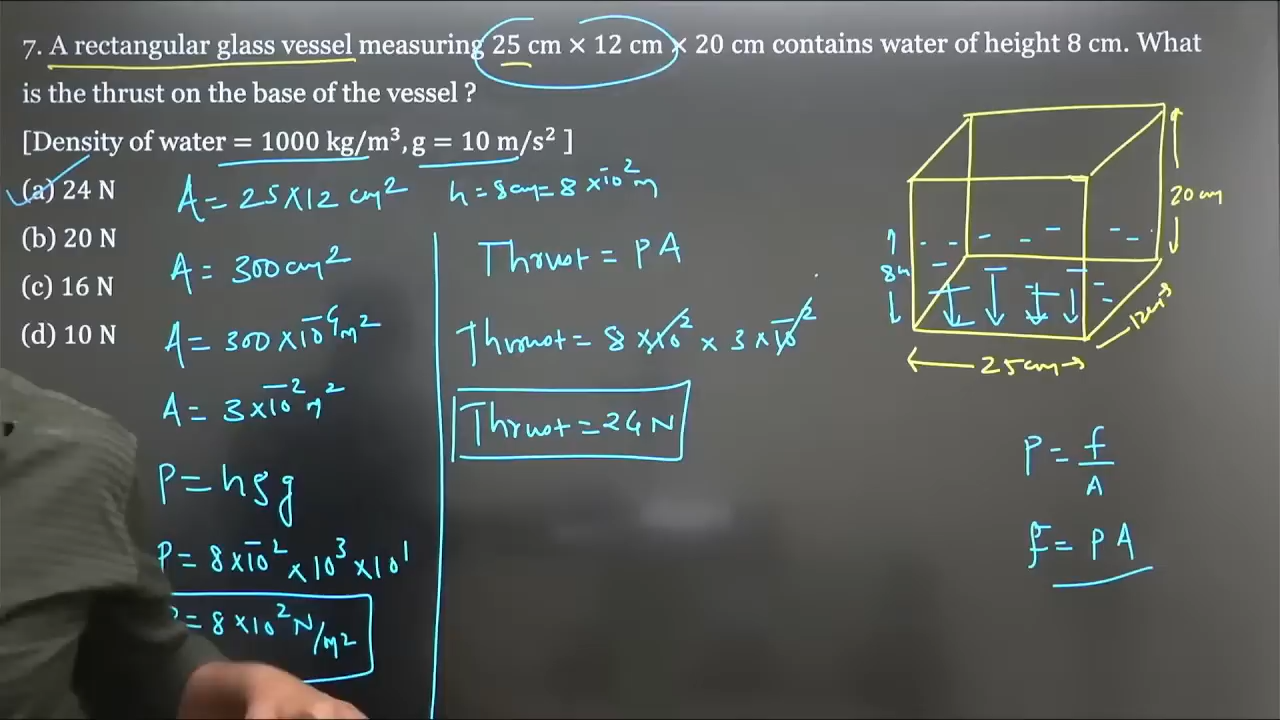 7. A rectangular glass vessel measuring 25 cm × 12 cm × 20 cm contains water of height 8 cm. What
is the thrust on the base of the vessel ?
[Density of water = 1000 kg/m³, g = 10 m/s² ]
(a) 24 N
(b) 20 N
(c) 16 N
(d) 10 N
A = 25×12 cm²
A = 300 cm²
A = 300 × 10⁻⁴ m²
A = 3×10⁻² m²
P = hρg
P = 8×10⁻² × 10³ × 10¹
= 8×10² N/m²
h = 8cm = 8 × 10⁻² m
Thrust = PA
Thrust = 8 × 10² × 3 × 10⁻²
Thrust = 24 N
20 cm
12 cm
25 cm
P = f/A
f = PA